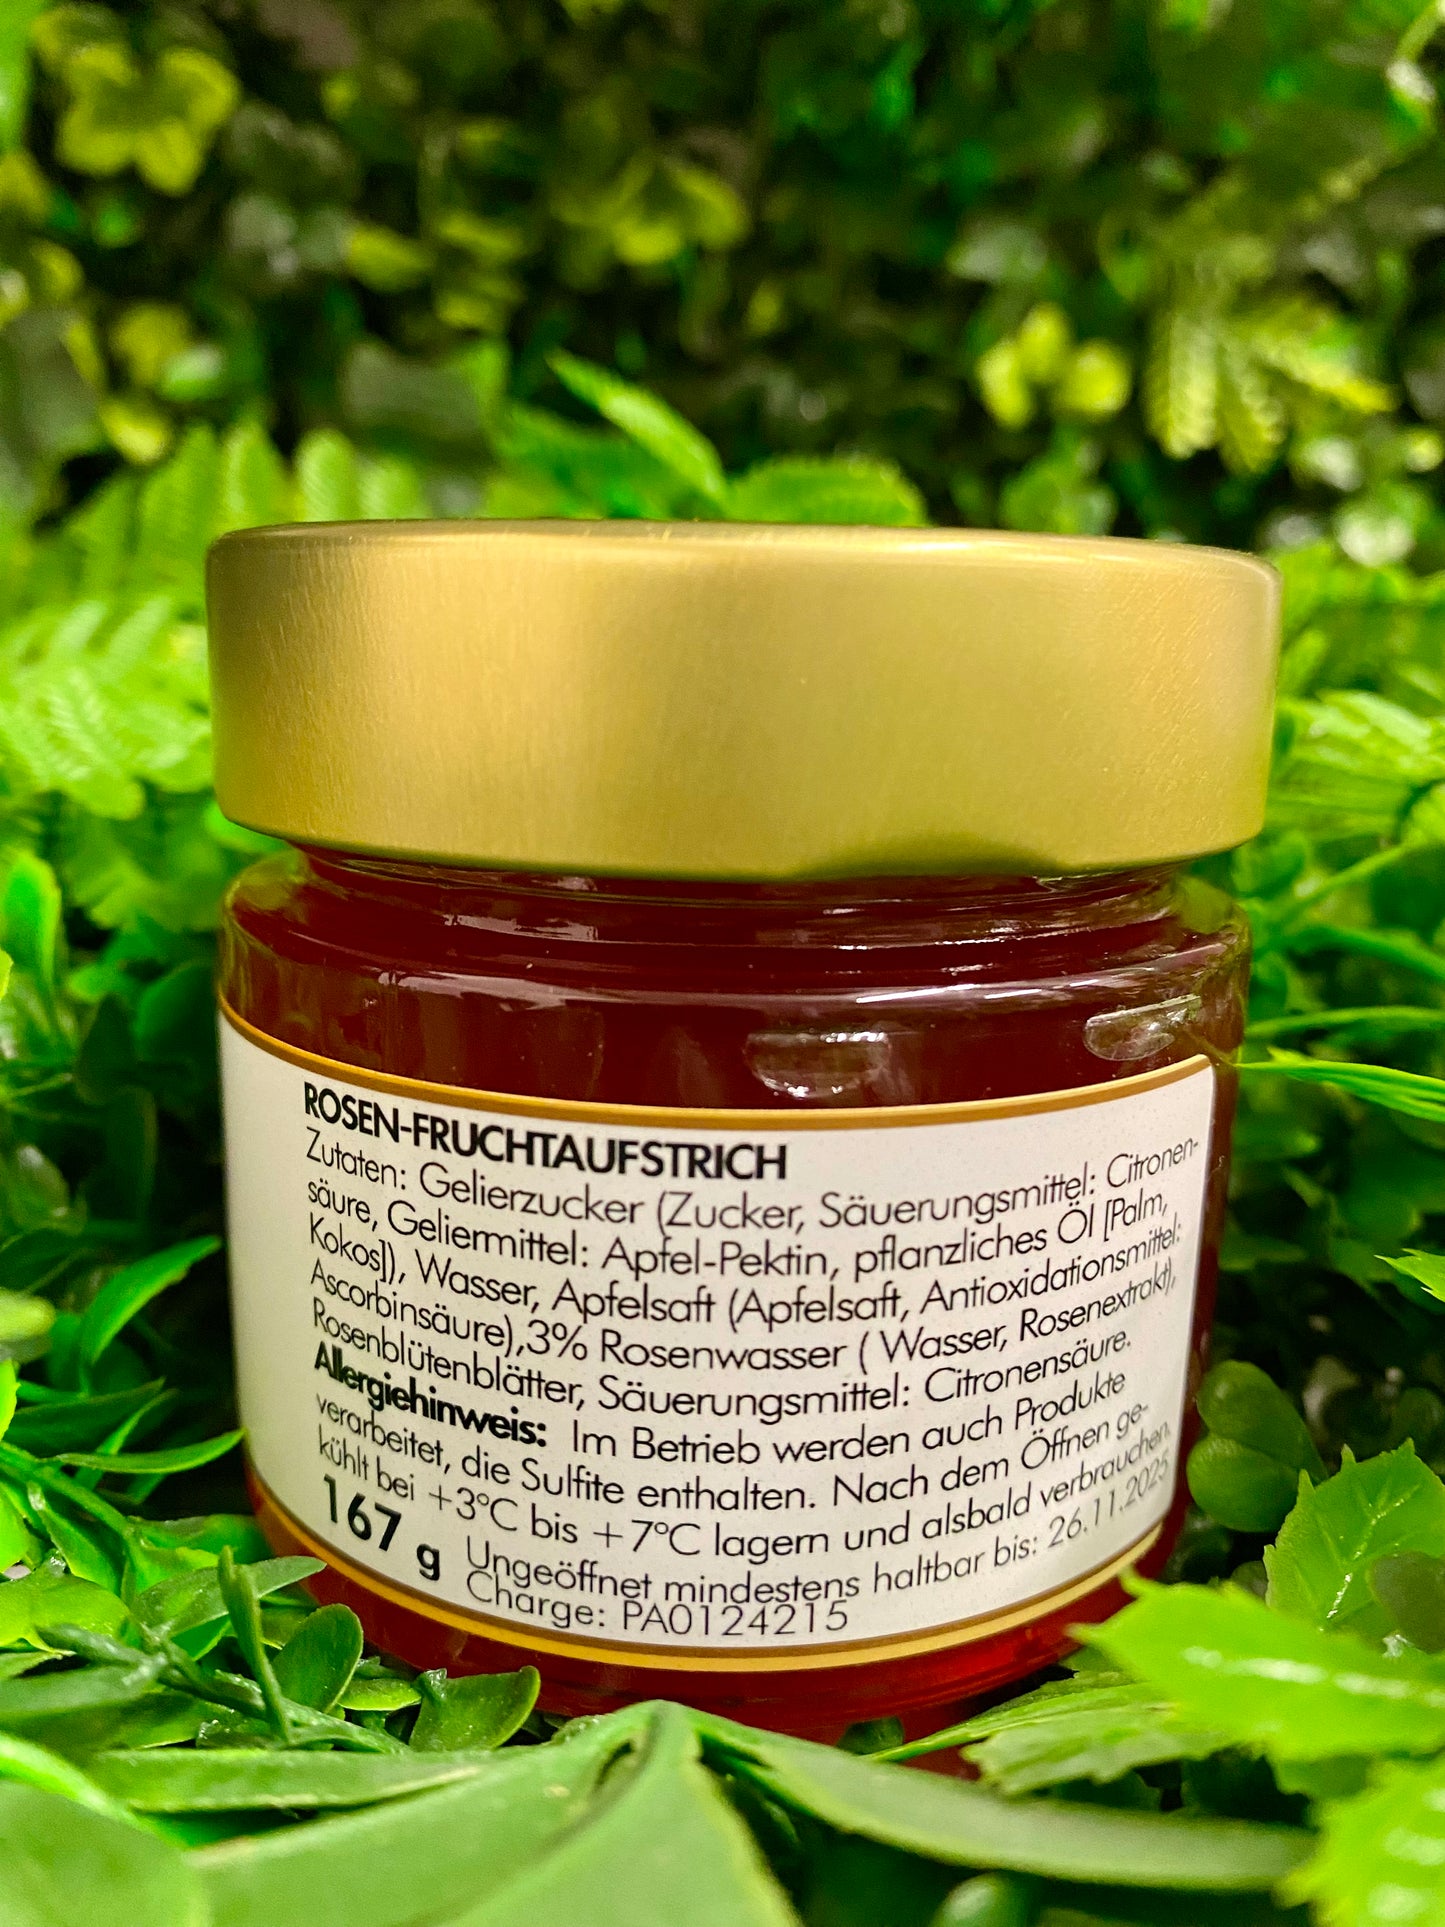 ROSEN-FRUCHTAUFSTRICH
Zutaten: Gelierzucker (Zucker, Säuerungsmittel: Citronen-
säure, Geliermittel: Apfel-Pektin, pflanzliches Öl [Palm,
Kokos]), Wasser, Apfelsaft (Apfelsaft, Antioxidationsmittel:
Ascorbinsäure),3% Rosenwasser ( Wasser, Rosenextrakt),
Rosenblütenblätter, Säuerungsmittel: Citronensäure.
Allergiehinweis: Im Betrieb werden auch Produkte
verarbeitet, die Sulfite enthalten. Nach dem Öffnen ge-
kühlt bei +3°C bis +7°C lagern und alsbald verbrauchen.
167 g Ungeöffnet mindestens haltbar bis: 26.11.2025
Charge: PA0124215